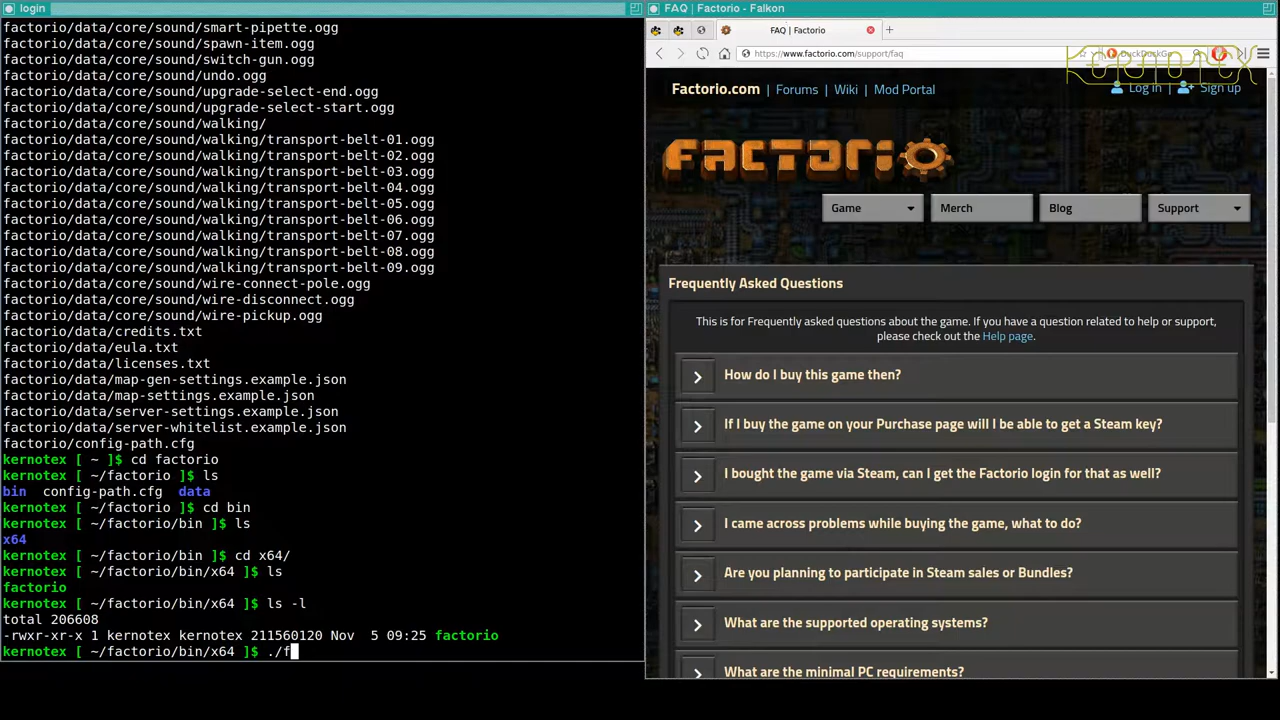 login
factorio/data/core/sound/smart-pipette.ogg
factorio/data/core/sound/spawn-item.ogg
factorio/data/core/sound/switch-gun.ogg
factorio/data/core/sound/undo.ogg
factorio/data/core/sound/upgrade-select-end.ogg
factorio/data/core/sound/upgrade-select-start.ogg
factorio/data/core/sound/walking/
factorio/data/core/sound/walking/transport-belt-01.ogg
factorio/data/core/sound/walking/transport-belt-02.ogg
factorio/data/core/sound/walking/transport-belt-03.ogg
factorio/data/core/sound/walking/transport-belt-04.ogg
factorio/data/core/sound/walking/transport-belt-05.ogg
factorio/data/core/sound/walking/transport-belt-06.ogg
factorio/data/core/sound/walking/transport-belt-07.ogg
factorio/data/core/sound/walking/transport-belt-08.ogg
factorio/data/core/sound/walking/transport-belt-09.ogg
factorio/data/core/sound/wire-connect-pole.ogg
factorio/data/core/sound/wire-disconnect.ogg
factorio/data/core/sound/wire-pickup.ogg
factorio/data/credits.txt
factorio/data/eula.txt
factorio/data/licenses.txt
factorio/data/map-gen-settings.example.json
factorio/data/map-settings.example.json
factorio/data/server-settings.example.json
factorio/data/server-whitelist.example.json
factorio/config-path.cfg
kernotex [ ~ ]$ cd factorio
kernotex [ ~/factorio ]$ ls
bin  config-path.cfg  data
kernotex [ ~/factorio ]$ cd bin
kernotex [ ~/factorio/bin ]$ ls
x64
kernotex [ ~/factorio/bin ]$ cd x64/
kernotex [ ~/factorio/bin/x64 ]$ ls
factorio
kernotex [ ~/factorio/bin/x64 ]$ ls -l
total 206608
-rwxr-xr-x 1 kernotex kernotex 211560120 Nov  5 09:25 factorio
kernotex [ ~/factorio/bin/x64 ]$ ./f
FAQ | Factorio - Falkon
FAQ | Factorio
https://www.factorio.com/support/faq
DuckDuckGo
KERNOTEX
Factorio.com | Forums | Wiki | Mod Portal
Log in
Sign up
FACTORIO
Game
Merch
Blog
Support
Frequently Asked Questions
This is for Frequently asked questions about the game. If you have a question related to help or support,
please check out the Help page.
How do I buy this game then?
If I buy the game on your Purchase page will I be able to get a Steam key?
I bought the game via Steam, can I get the Factorio login for that as well?
I came across problems while buying the game, what to do?
Are you planning to participate in Steam sales or Bundles?
What are the supported operating systems?
What are the minimal PC requirements?